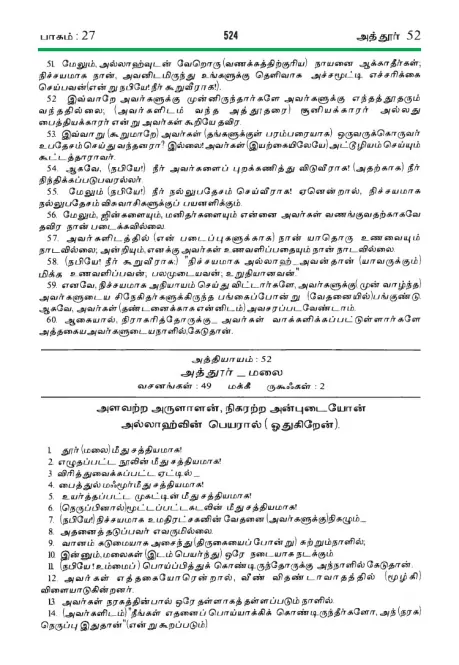 பாகம் : 27 524 அத்தூர் 52
51. மேலும், அல்லாஹ்வுடன் வேறொரு (வணக்கத்திற்குரிய) நாயனை ஆக்காதீர்கள்;
நிச்சயமாக நான், அவனிடமிருந்து உங்களுக்கு தெளிவாக அச்சமூட்டி எச்சரிக்கை
செய்பவன் (என்று நபியே! நீர் கூறுவீராக!).
52. இவ்வாறே அவர்களுக்கு முன்னிருந்தார்களே அவர்களுக்கு எந்தத்தூதரும்
வந்ததில்லை; (அவர்களிடம் வந்த அத்தூதரை) சூனியக்காரர் அல்லது
பைத்தியக்காரர் என்று அவர்கள் கூறியே தவிர.
53. இவ்வாறு (கூறுமாறே) அவர்கள் (தங்களுக்குள் பரம்பரையாக) ஒருவருக்கொருவர்
உபதேசம் செய்து வந்தனரா? இல்லை! அவர்கள் (இயற்கையிலேயே) அட்டூழியம் செய்யும்
கூட்டத்தாராவர்.
54. ஆகவே, (நபியே!) நீர் அவர்களைப் புறக்கணித்து விடுவீராக! (அதற்காக) நீர்
நிந்திக்கப்படுபவரல்லர்.
55. மேலும் (நபியே!) நீர் நல்லுபதேசம் செய்வீராக! ஏனென்றால், நிச்சயமாக
நல்லுபதேசம் விசுவாசிகளுக்குப் பயனளிக்கும்.
56. மேலும், ஜின்களையும், மனிதர்களையும் என்னை அவர்கள் வணங்குவதற்காகவே
தவிர நான் படைக்கவில்லை.
57. அவர்களிடத்தில் (என் படைப்புகளுக்காக) நான் யாதொரு உணவையும்
நாடவில்லை; அன்றியும், எனக்கு அவர்கள் உணவளிப்பதையும் நான் நாடவில்லை.
58. (நபியே! நீர் கூறுவீராக:) "நிச்சயமாக அல்லாஹ் _ அவன்தான் (யாவருக்கும்)
மிக்க உணவளிப்பவன்; பலமுடையவன்; உறுதியானவன்."
59. எனவே, நிச்சயமாக அநியாயம் செய்து விட்டார்களே, அவர்களுக்கு(ம் முன் வாழ்ந்த)
அவர்களுடைய சிநேகிதர்களுக்கிருந்த பங்கைப்போன்று (வேதனையில்) பங்குண்டு.
ஆகவே, அவர்கள் (தண்டனைக்காக என்னிடம்) அவசரப்படவேண்டாம்.
60. ஆகையால், நிராகரித்தோருக்கு _ அவர்கள் வாக்களிக்கப்பட்டுள்ளார்களே
அத்தகைய அவர்களுடைய நாளில், கேடுதான்.
அத்தியாயம் : 52
அத்தூர் _ மலை
வசனங்கள் : 49 மக்கீ ருகூஃகள் : 2
அளவற்ற அருளாளன், நிகரற்ற அன்புடையோன்
அல்லாஹ்வின் பெயரால் ( ஓதுகிறேன்).
1. தூர் (மலை) மீது சத்தியமாக!
2. எழுதப்பட்ட நூலின் மீது சத்தியமாக!
3. விரித்துவைக்கப்பட்ட ஏட்டில் _
4. பைத்துல் மஃமூர் மீது சத்தியமாக!
5. உயர்த்தப்பட்ட முகட்டின் மீது சத்தியமாக!
6. (நெருப்பினால்) மூட்டப்பட்ட கடலின் மீது சத்தியமாக!
7. (நபியே!) நிச்சயமாக உமதிரட்சகனின் வேதனை (அவர்களுக்கு) நிகழும் _
8. அதனைத் தடுப்பவர் எவருமில்லை.
9. வானம் கடுமையாக அசைந்து (திருகையைப் போன்று) சுற்றும் நாளில்;
10. இன்னும், மலைகள் (இடம் பெயர்ந்து) ஒரே நடையாக நடக்கும்.
11. (நபியே! உம்மைப்) பொய்ப்பித்துக் கொண்டிருந்தோருக்கு அந்நாளில் கேடுதான்.
12. அவர்கள் எத்தகையோரென்றால், வீண் விதண்டாவாதத்தில் (மூழ்கி)
விளையாடுகின்றனர்.
13. அவர்கள் நரகத்தின்பால் ஒரே தள்ளாகத் தள்ளப்படும் நாளில்.
14. (அவர்களிடம்) "நீங்கள் எதனைப் பொய்யாக்கிக் கொண்டிருந்தீர்களோ, அந்(நரக)
நெருப்பு இதுதான்" (என்று கூறப்படும்)